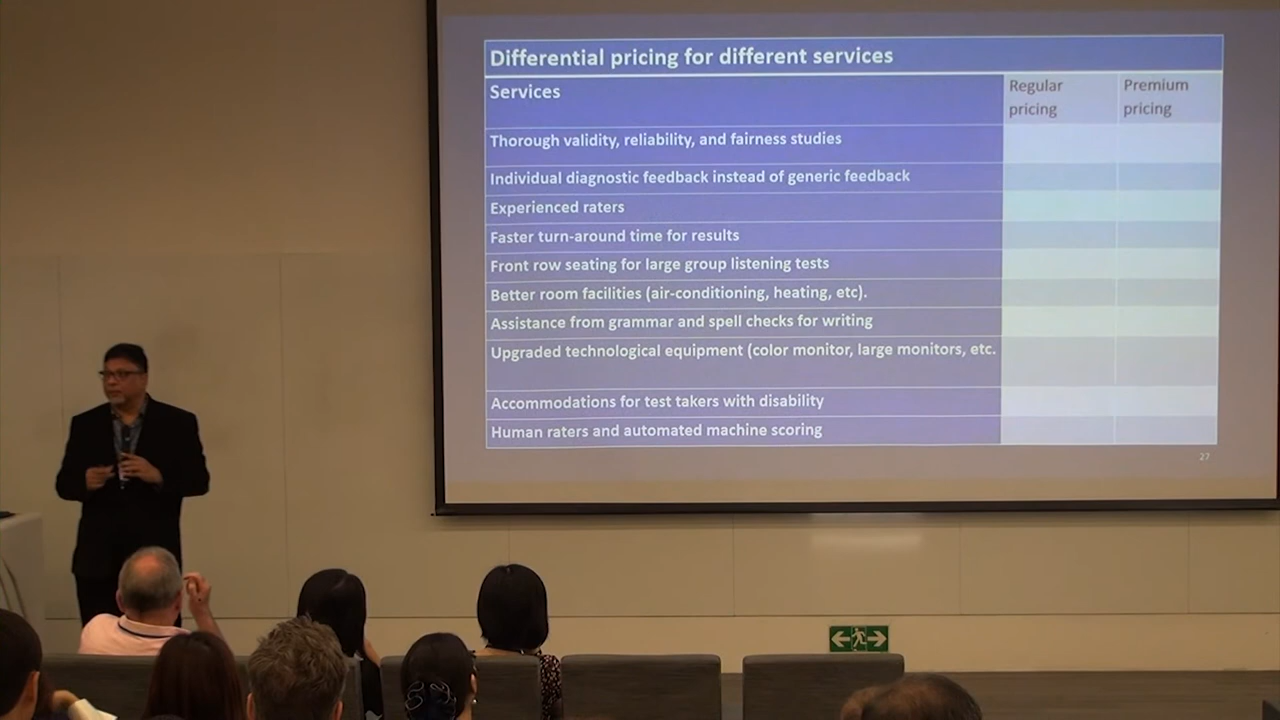 Differential pricing for different services
Services
Regular
pricing
Premium
pricing
Thorough validity, reliability, and fairness studies
Individual diagnostic feedback instead of generic feedback
Experienced raters
Faster turn-around time for results
Front row seating for large group listening tests
Better room facilities (air-conditioning, heating, etc).
Assistance from grammar and spell checks for writing
Upgraded technological equipment (color monitor, large monitors, etc.
Accommodations for test takers with disability
Human raters and automated machine scoring
27